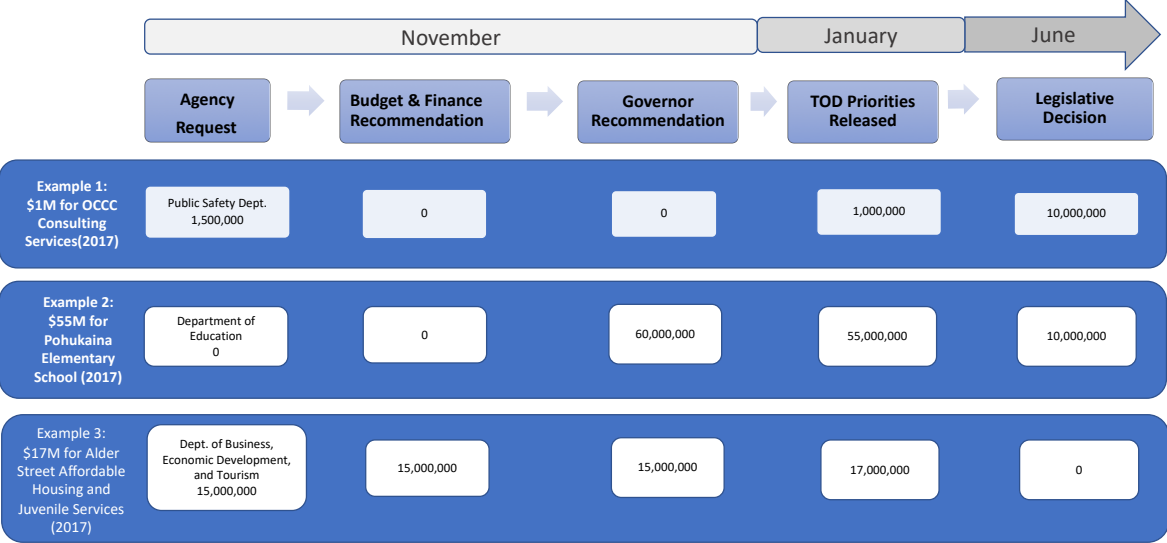 November
January
June
Agency
Request
Budget & Finance
Recommendation
Governor
Recommendation
TOD Priorities
Released
Legislative
Decision
Example 1:
$1M for OCCC
Consulting
Services(2017)
Public Safety Dept.
1,500,000
0
0
1,000,000
10,000,000
Example 2:
$55M for
Pohukaina
Elementary
School (2017)
Department of
Education
0
0
60,000,000
55,000,000
10,000,000
Example 3:
$17M for Alder
Street Affordable
Housing and
Juvenile Services
(2017)
Dept. of Business,
Economic Development,
and Tourism
15,000,000
15,000,000
15,000,000
17,000,000
0